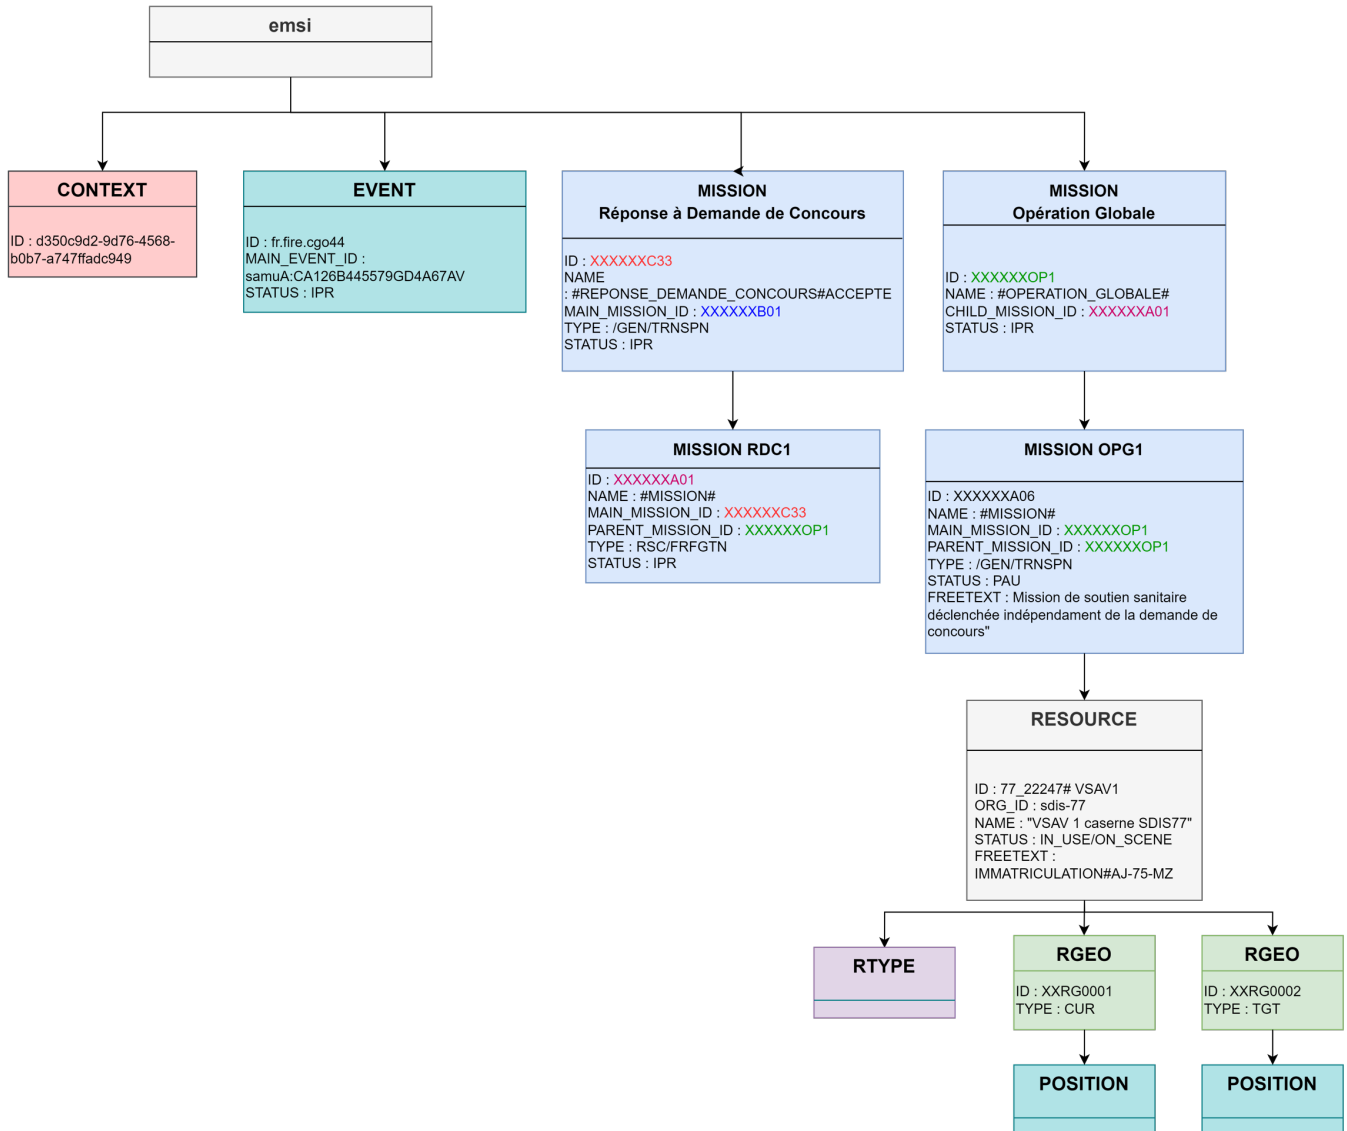 emsi
CONTEXT
ID : d350c9d2-9d76-4568-
b0b7-a747ffadc949
EVENT
ID : fr.fire.cgo44
MAIN_EVENT_ID :
samuA:CA126B445579GD4A67AV
STATUS : IPR
MISSION
Réponse à Demande de Concours
ID : XXXXXXC33
NAME
: #REPONSE_DEMANDE_CONCOURS#ACCEPTE
MAIN_MISSION_ID : XXXXXXB01
TYPE : /GEN/TRNSPN
STATUS : IPR
MISSION
Opération Globale
ID : XXXXXXOP1
NAME : #OPERATION_GLOBALE#
CHILD_MISSION_ID : XXXXXXA01
STATUS : IPR
MISSION RDC1
ID : XXXXXXA01
NAME : #MISSION#
MAIN_MISSION_ID : XXXXXXC33
PARENT_MISSION_ID : XXXXXXOP1
TYPE : RSC/FRFGTN
STATUS : IPR
MISSION OPG1
ID : XXXXXXA06
NAME : #MISSION#
MAIN_MISSION_ID : XXXXXXOP1
PARENT_MISSION_ID : XXXXXXOP1
TYPE : /GEN/TRNSPN
STATUS : PAU
FREETEXT : Mission de soutien sanitaire
déclenchée indépendament de la demande de
concours"
RESOURCE
ID : 77_22247# VSAV1
ORG_ID : sdis-77
NAME : "VSAV 1 caserne SDIS77"
STATUS : IN_USE/ON_SCENE
FREETEXT :
IMMATRICULATION#AJ-75-MZ
RTYPE
RGEO
ID : XXRG0001
TYPE : CUR
RGEO
ID : XXRG0002
TYPE : TGT
POSITION
POSITION